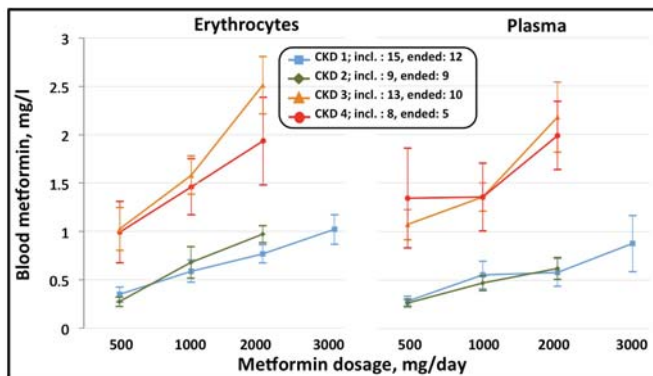 Erythrocytes Plasma
3
2.5
2
1.5
1
0.5
0
Blood metformin, mg/l
CKD 1; incl. : 15, ended: 12
CKD 2; incl. : 9, ended: 9
CKD 3; incl. : 13, ended: 10
CKD 4; incl. : 8, ended: 5
500 1000 2000 3000 500 1000 2000 3000
Metformin dosage, mg/day